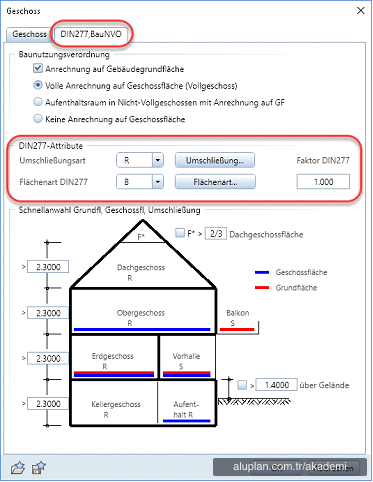 Geschoss
Geschoss DIN277,BauNVO
Baunutzungsverordnung
Anrechnung auf Gebäudegrundfläche
Volle Anrechnung auf Geschoßfläche (Vollgeschoss)
Aufenthaltsraum in Nicht-Vollgeschossen mit Anrechnung auf GF
Keine Anrechnung auf Geschossfläche
DIN277-Attribute
Umschließungsart R Umschließung... Faktor DIN277
Flächenart DIN277 B Flächenart... 1.000
Schnellanwahl Grundfl, Geschossfl, Umschließung
F* F* > 2/3 Dachgeschossfläche
> 2.3000 Dachgeschoss
R
Geschossfläche
Grundfläche
> 2.3000 Obergeschoss
R
Balkon
S
> 2.3000 Erdgeschoss
R
Vorhalle
S
> 1.4000 über Gelände
> 2.3000 Kellergeschoss
R
Aufent-
halt R
aluplan.com.tr/akademi